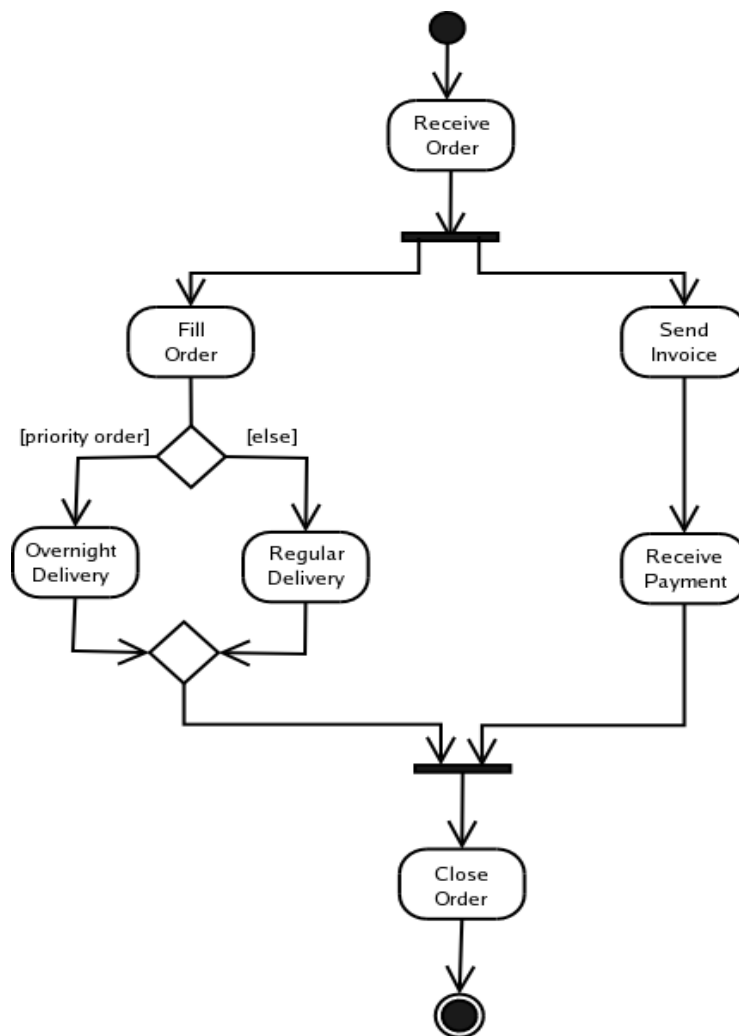 Receive
Order
Fill
Order
Send
Invoice
[priority order]
[else]
Overnight
Delivery
Regular
Delivery
Receive
Payment
Close
Order